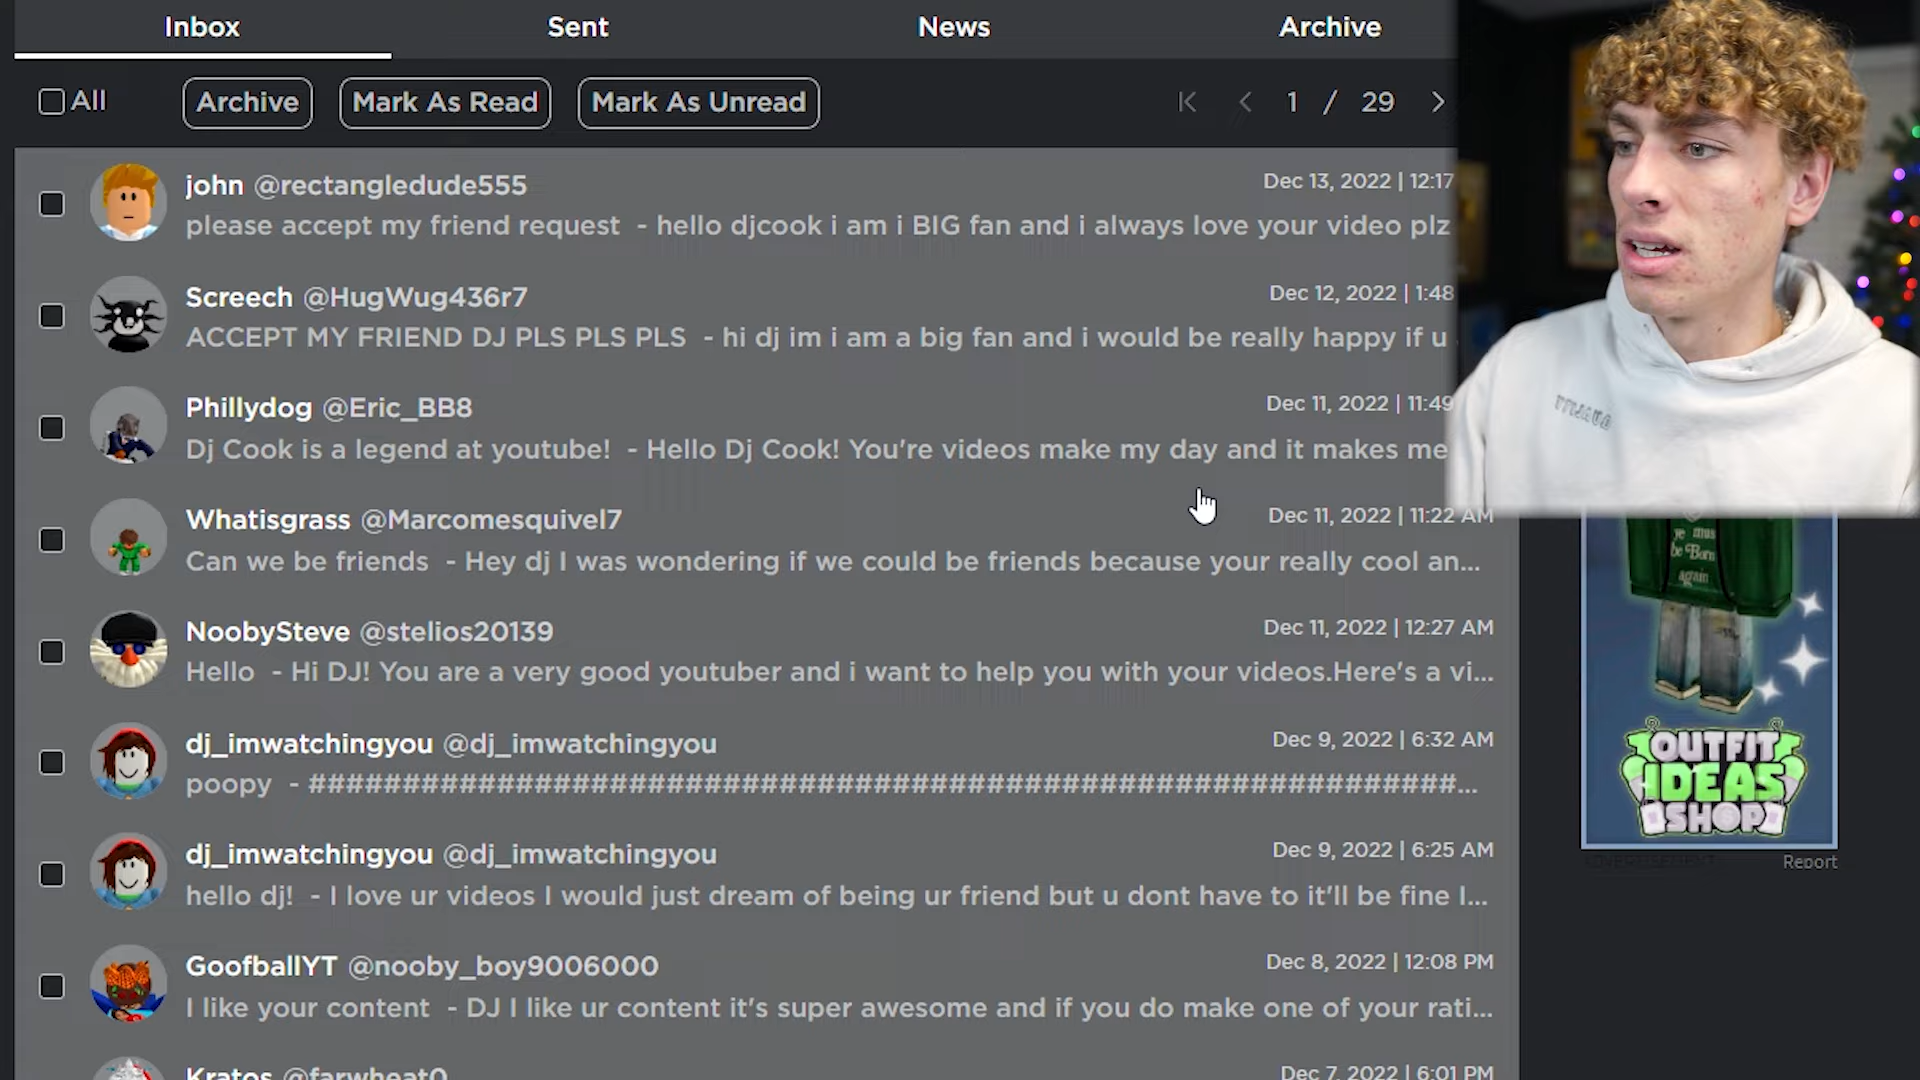 Inbox
Sent
News
Archive
All
Archive
Mark As Read
Mark As Unread
1 / 29
john @rectangledude555
Dec 13, 2022 | 12:17
please accept my friend request - hello djcook i am i BIG fan and i always love your video plz
Screech @HugWug436r7
Dec 12, 2022 | 1:48
ACCEPT MY FRIEND DJ PLS PLS PLS - hi dj im i am a big fan and i would be really happy if u
Phillydog @Eric_BB8
Dec 11, 2022 | 11:49
Dj Cook is a legend at youtube! - Hello Dj Cook! You're videos make my day and it makes me
Whatisgrass @Marcomesquivel7
Dec 11, 2022 | 11:22 AM
Can we be friends - Hey dj I was wondering if we could be friends because your really cool an...
NoobySteve @stelios20139
Dec 11, 2022 | 12:27 AM
Hello - Hi DJ! You are a very good youtuber and i want to help you with your videos.Here's a vi...
dj_imwatchingyou @dj_imwatchingyou
Dec 9, 2022 | 6:32 AM
poopy - #############################################################...
dj_imwatchingyou @dj_imwatchingyou
Dec 9, 2022 | 6:25 AM
hello dj! - I love ur videos I would just dream of being ur friend but u dont have to it'll be fine I...
GoofballYT @nooby_boy9006000
Dec 8, 2022 | 12:08 PM
I like your content - DJ I like ur content it's super awesome and if you do make one of your rati...
Kratos @farwheat0
Dec 7, 2022 | 6:01 PM
ye must
be Born
again
OUTFIT
IDEAS
SHOP
ADVERTISEMENT
Report